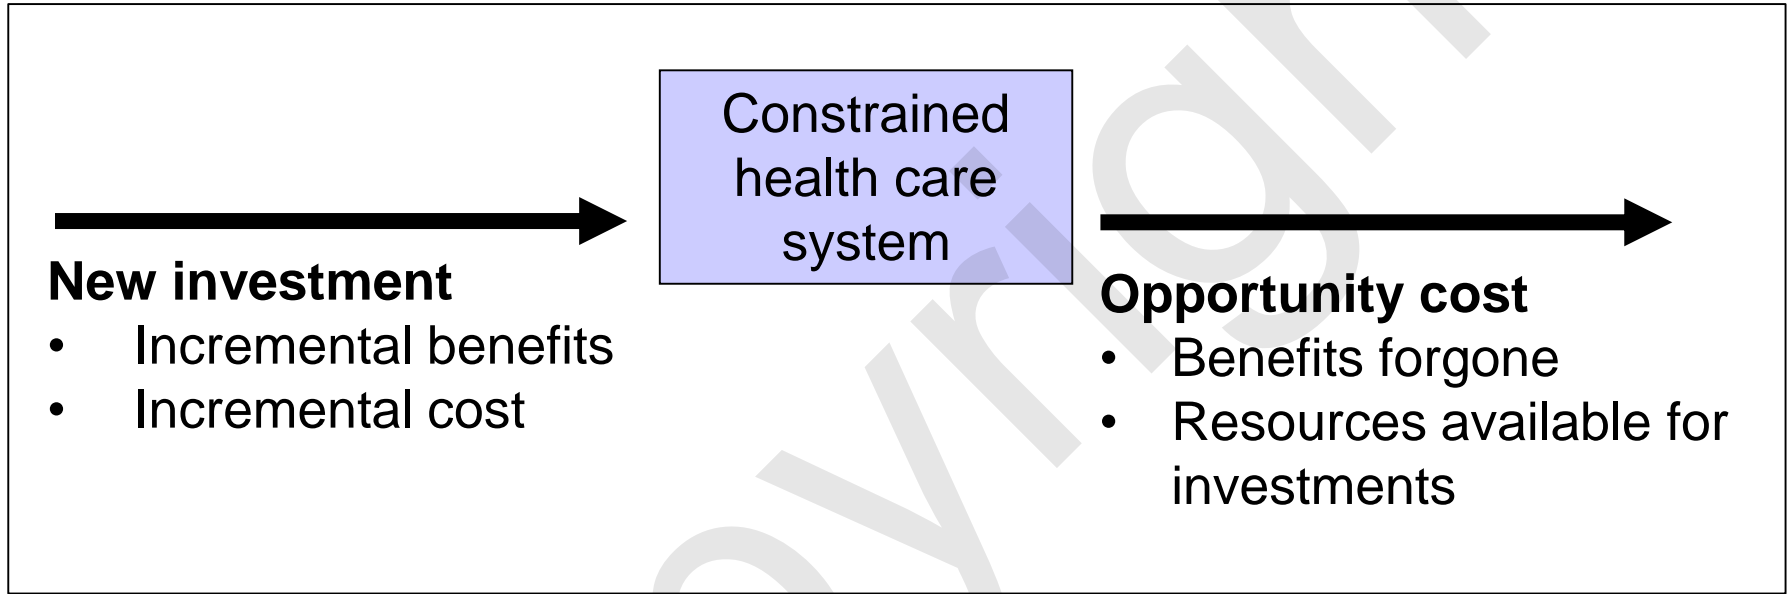 Constrained
health care
system
New investment
• Incremental benefits
• Incremental cost
Opportunity cost
• Benefits forgone
• Resources available for
investments